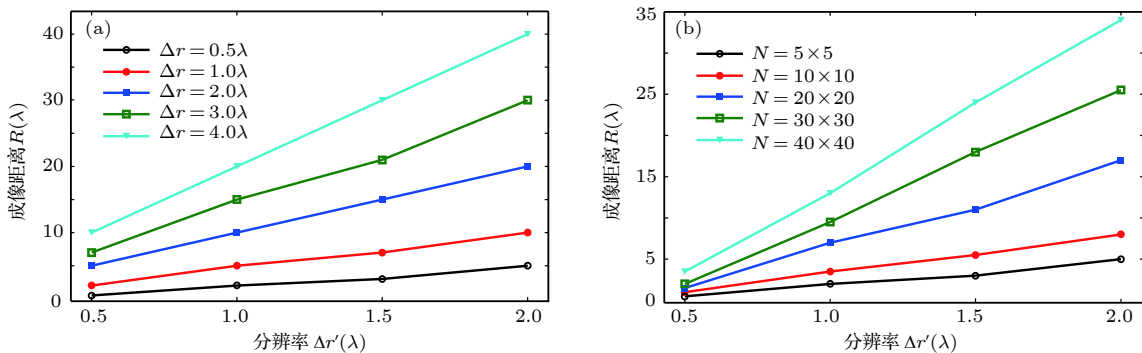 (a)
Δr = 0.5λ
Δr = 1.0λ
Δr = 2.0λ
Δr = 3.0λ
Δr = 4.0λ
成像距离 R(λ)
40
30
20
10
0
0.5 1.0 1.5 2.0
分辨率 Δr′(λ)
(b)
N = 5×5
N = 10×10
N = 20×20
N = 30×30
N = 40×40
成像距离 R(λ)
35
25
15
5
0
0.5 1.0 1.5 2.0
分辨率 Δr′(λ)